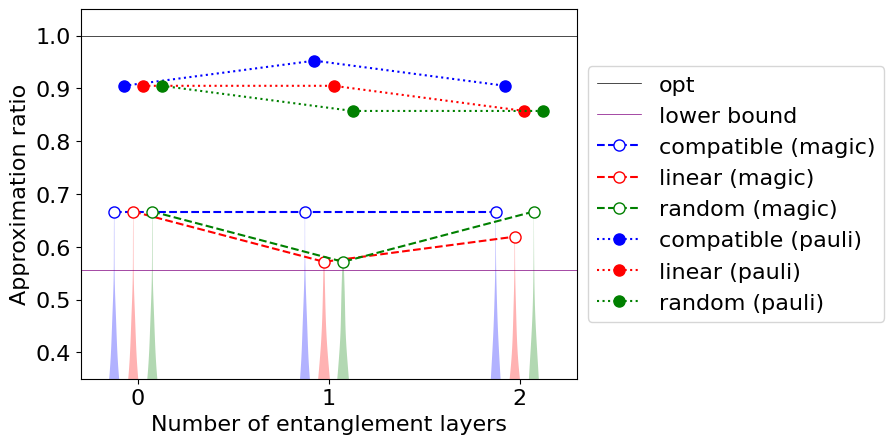 1.0
0.9
0.8
0.7
0.6
0.5
0.4
Approximation ratio
0
1
2
Number of entanglement layers
opt
lower bound
compatible (magic)
linear (magic)
random (magic)
compatible (pauli)
linear (pauli)
random (pauli)